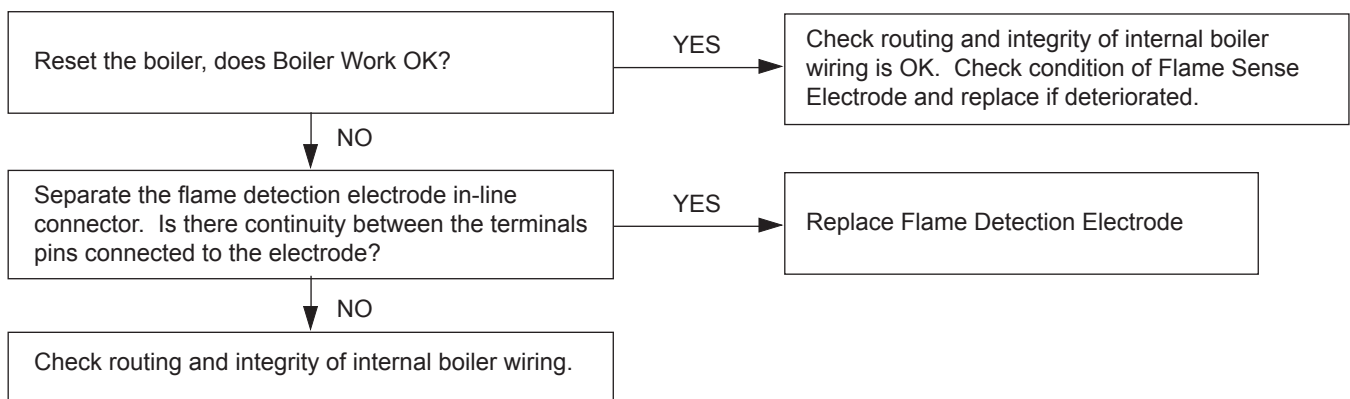 Reset the boiler, does Boiler Work OK?
YES
Check routing and integrity of internal boiler
wiring is OK.  Check condition of Flame Sense
Electrode and replace if deteriorated.
NO
Separate the flame detection electrode in-line
connector.  Is there continuity between the terminals
pins connected to the electrode?
YES
Replace Flame Detection Electrode
NO
Check routing and integrity of internal boiler wiring.